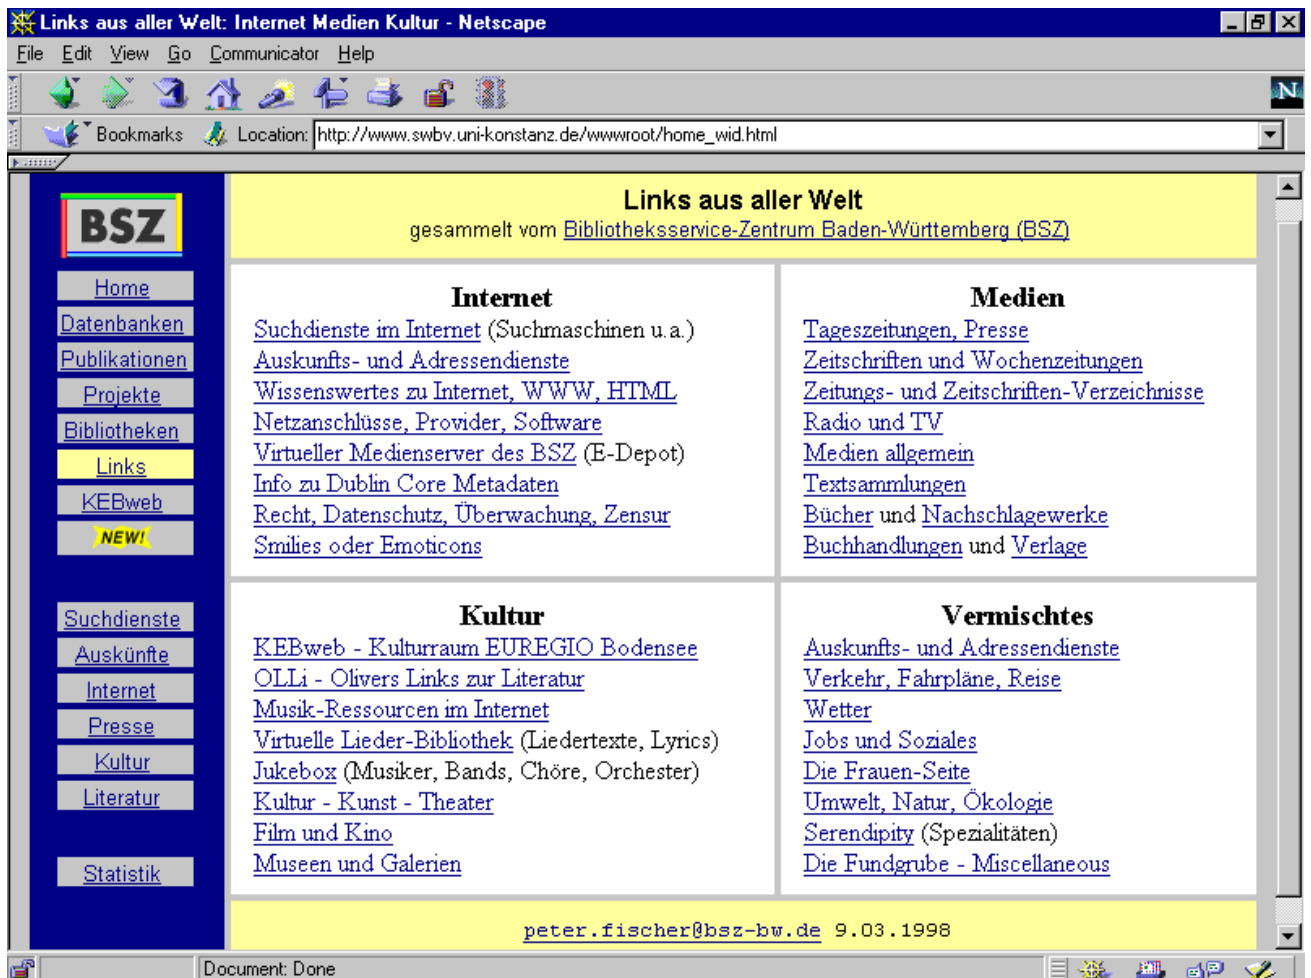 Links aus aller Welt: Internet Medien Kultur - Netscape
File Edit View Go Communicator Help
N
Bookmarks Location: http://www.swbv.uni-konstanz.de/wwwroot/home_wid.html
BSZ
Home
Datenbanken
Publikationen
Projekte
Bibliotheken
Links
KEBweb
NEW!
Suchdienste
Auskünfte
Internet
Presse
Kultur
Literatur
Statistik
Links aus aller Welt
gesammelt vom Bibliotheksservice-Zentrum Baden-Württemberg (BSZ)
Internet
Suchdienste im Internet (Suchmaschinen u.a.)
Auskunfts- und Adressendienste
Wissenswertes zu Internet, WWW, HTML
Netzanschlüsse, Provider, Software
Virtueller Medienserver des BSZ (E-Depot)
Info zu Dublin Core Metadaten
Recht, Datenschutz, Überwachung, Zensur
Smilies oder Emoticons
Medien
Tageszeitungen, Presse
Zeitschriften und Wochenzeitungen
Zeitungs- und Zeitschriften-Verzeichnisse
Radio und TV
Medien allgemein
Textsammlungen
Bücher und Nachschlagewerke
Buchhandlungen und Verlage
Kultur
KEBweb - Kulturraum EUREGIO Bodensee
OLLi - Olivers Links zur Literatur
Musik-Ressourcen im Internet
Virtuelle Lieder-Bibliothek (Liedertexte, Lyrics)
Jukebox (Musiker, Bands, Chöre, Orchester)
Kultur - Kunst - Theater
Film und Kino
Museen und Galerien
Vermischtes
Auskunfts- und Adressendienste
Verkehr, Fahrpläne, Reise
Wetter
Jobs und Soziales
Die Frauen-Seite
Umwelt, Natur, Ökologie
Serendipity (Spezialitäten)
Die Fundgrube - Miscellaneous
peter.fischer@bsz-bw.de 9.03.1998
Document: Done